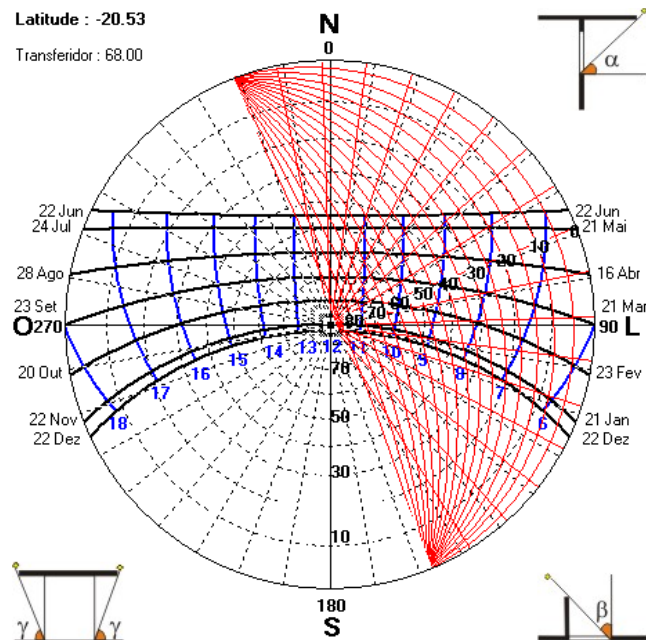 Latitude : -20.53
Transferidor : 68.00
N
0
α
22 Jun
22 Jun
24 Jul
21 Mai
0
10
20
30
40
50
60
70
80
28 Ago
16 Abr
23 Set
21 Mar
O 270
90 L
13 12 11 10 9 8 7 6
14
15
16
17
18
20 Out
23 Fev
22 Nov
21 Jan
22 Dez
22 Dez
70
50
30
10
180
S
γ γ
β